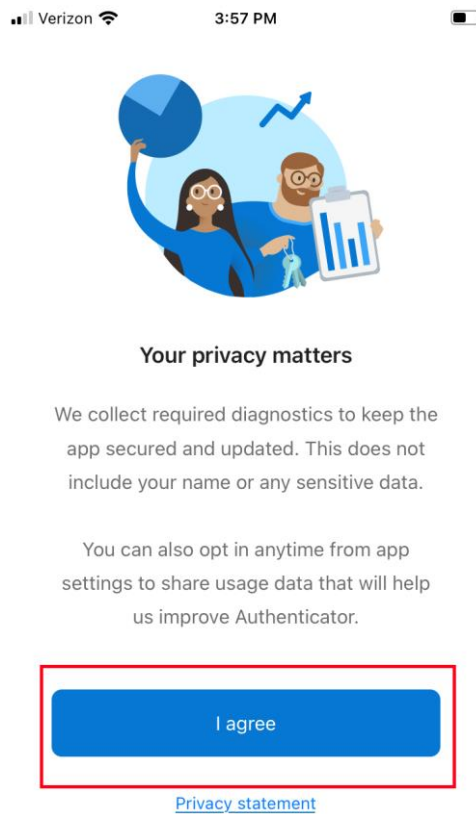 Verizon 3:57 PM
Your privacy matters
We collect required diagnostics to keep the
app secured and updated. This does not
include your name or any sensitive data.
You can also opt in anytime from app
settings to share usage data that will help
us improve Authenticator.
I agree
Privacy statement